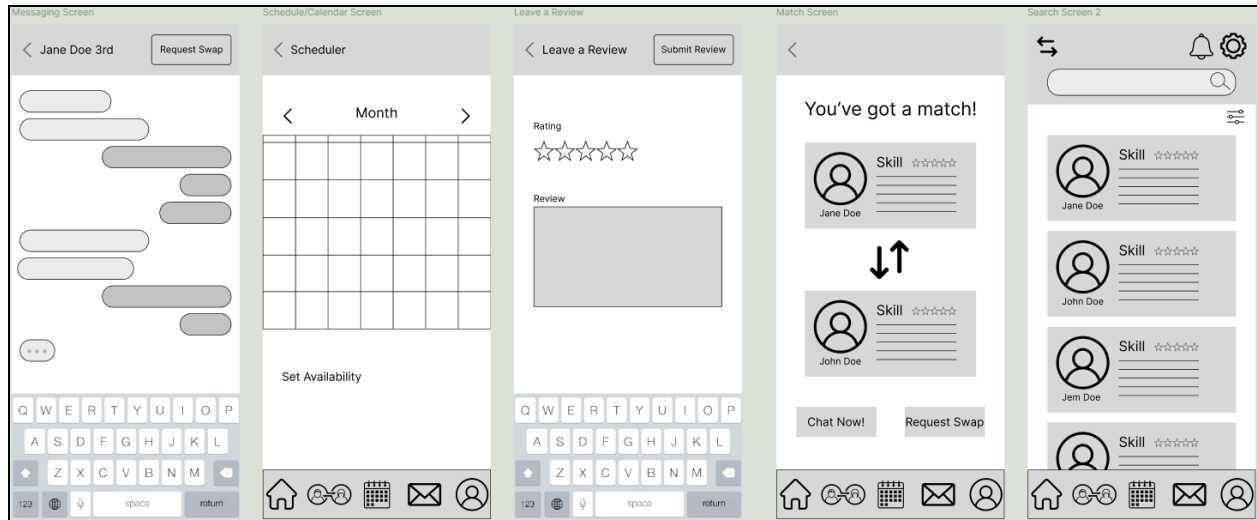 Messaging Screen
Jane Doe 3rd
Request Swap
Q W E R T Y U I O P
A S D F G H J K L
Z X C V B N M
123 space return
Schedule/Calendar Screen
Scheduler
Month
Set Availability
Leave a Review
Leave a Review
Submit Review
Rating
Review
Q W E R T Y U I O P
A S D F G H J K L
Z X C V B N M
123 space return
Match Screen
You've got a match!
Skill
Jane Doe
Skill
John Doe
Chat Now!
Request Swap
Search Screen 2
Skill
Jane Doe
Skill
John Doe
Skill
Jem Doe
Skill